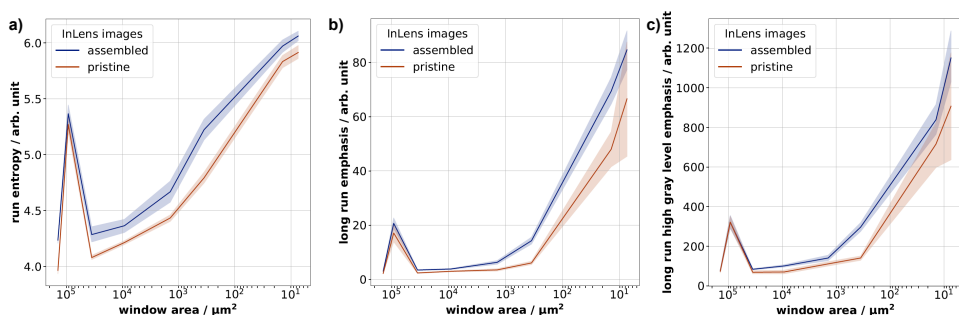 a)
InLens images
assembled
pristine
run entropy / arb. unit
6.0
5.5
5.0
4.5
4.0
10⁵
10⁴
10³
10²
10¹
window area / μm²
b)
InLens images
assembled
pristine
long run emphasis / arb. unit
80
60
40
20
0
10⁵
10⁴
10³
10²
10¹
window area / μm²
c)
InLens images
assembled
pristine
long run high gray level emphasis / arb. unit
1200
1000
800
600
400
200
0
10⁵
10⁴
10³
10²
10¹
window area / μm²